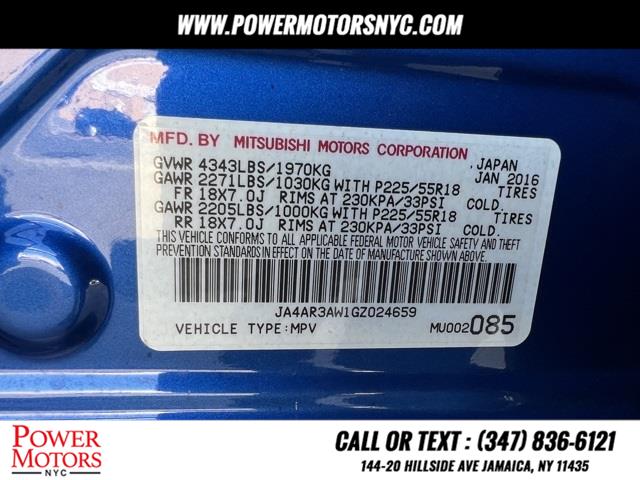 WWW.POWERMOTORSNYC.COM
MFD. BY MITSUBISHI MOTORS CORPORATION
GVWR 4343LBS/1970KG , JAPAN
JAN 2016
GAWR 2271LBS/1030KG WITH P225/55R18 TIRES
FR 18X7.0J RIMS AT 230KPA/33PSI COLD.
GAWR 2205LBS/1000KG WITH P225/55R18 TIRES
RR 18X7.0J RIMS AT 230KPA/33PSI COLD.
THIS VEHICLE CONFORMS TO ALL APPLICABLE FEDERAL MOTOR VEHICLE SAFETY AND THEFT
PREVENTION STANDARDS IN EFFECT ON THE DATE OF MANUFACTURE SHOWN ABOVE.
JA4AR3AW1GZ024659
VEHICLE TYPE:MPV MU002085
POWER
MOTORS
NYC
CALL OR TEXT : (347) 836-6121
144-20 HILLSIDE AVE JAMAICA, NY 11435